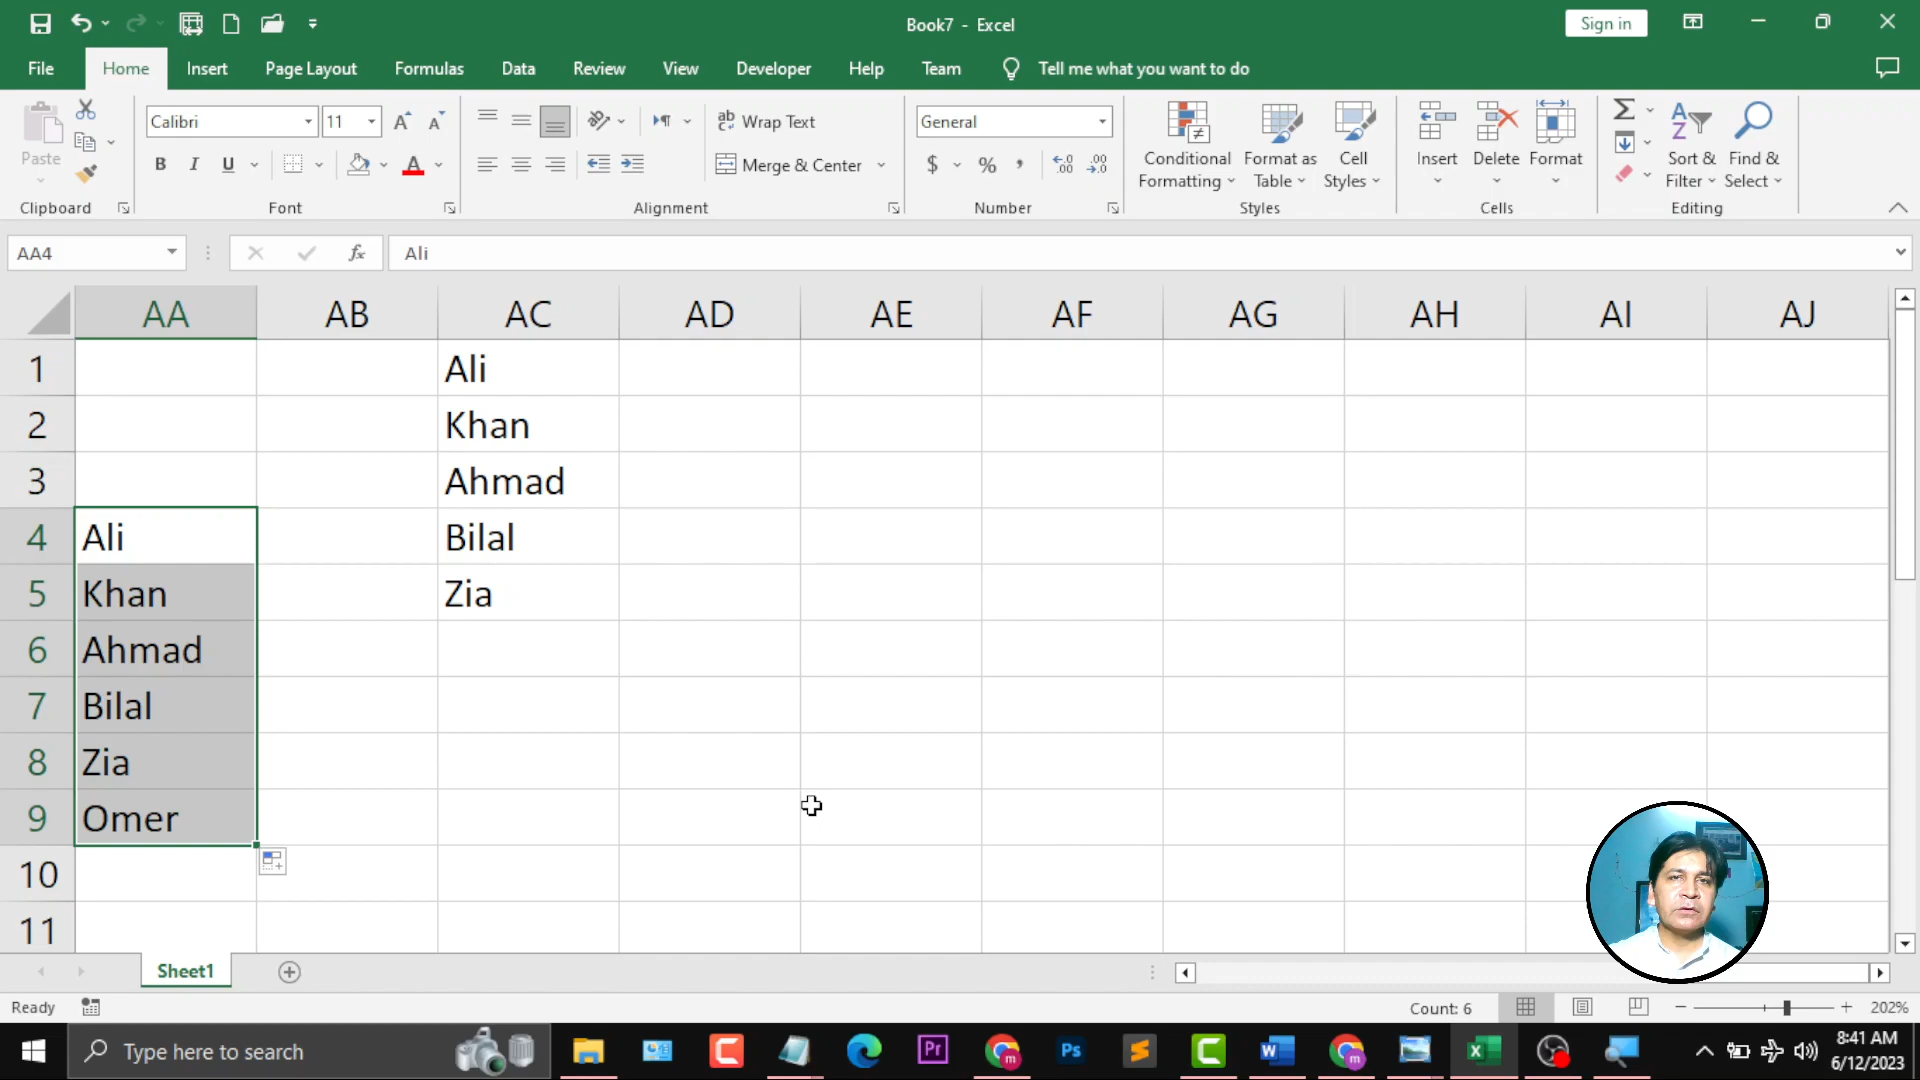 Book7 - Excel
Sign in
File Home Insert Page Layout Formulas Data Review View Developer Help Team Tell me what you want to do
Paste
Clipboard
Calibri 11
B I U A
Font
ab Wrap Text
Merge & Center
Alignment
General
$ % , .00
Number
Conditional Formatting
Format as Table
Cell Styles
Styles
Insert Delete Format
Cells
Sort & Filter
Find & Select
Editing
AA4 fx Ali
AA AB AC AD AE AF AG AH AI AJ
1 Ali
2 Khan
3 Ahmad
4 Ali Bilal
5 Khan Zia
6 Ahmad
7 Bilal
8 Zia
9 Omer
10
11
Sheet1
Ready Count: 6 202%
Type here to search Pr m Ps W m X 8:41 AM
6/12/2023